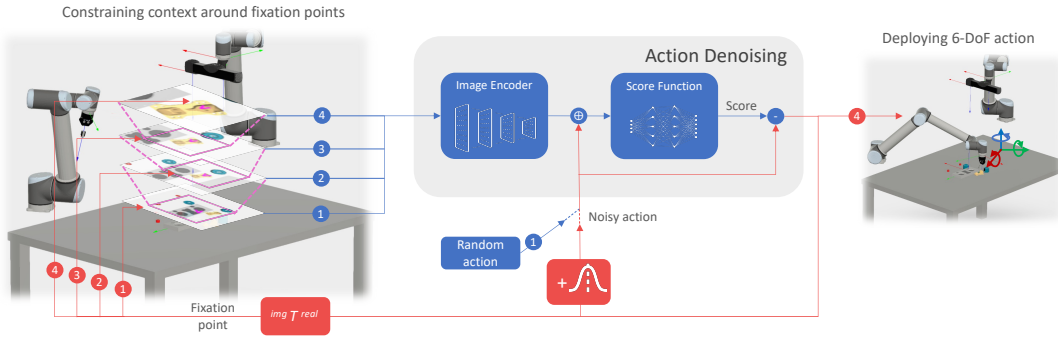 Constraining context around fixation points
Action Denoising
Deploying 6-DoF action
Image Encoder
Score Function
Score
4
3
2
1
⊕
-
4
Noisy action
Random
action
1
4
3
2
1
+
Fixation
point
img T real